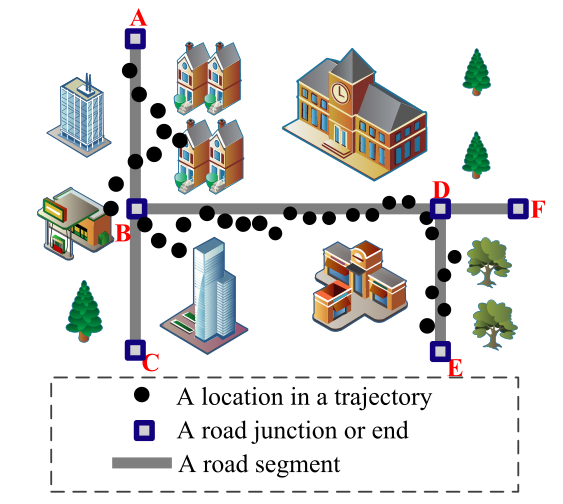 A
B
D
F
C
E
A location in a trajectory
A road junction or end
A road segment